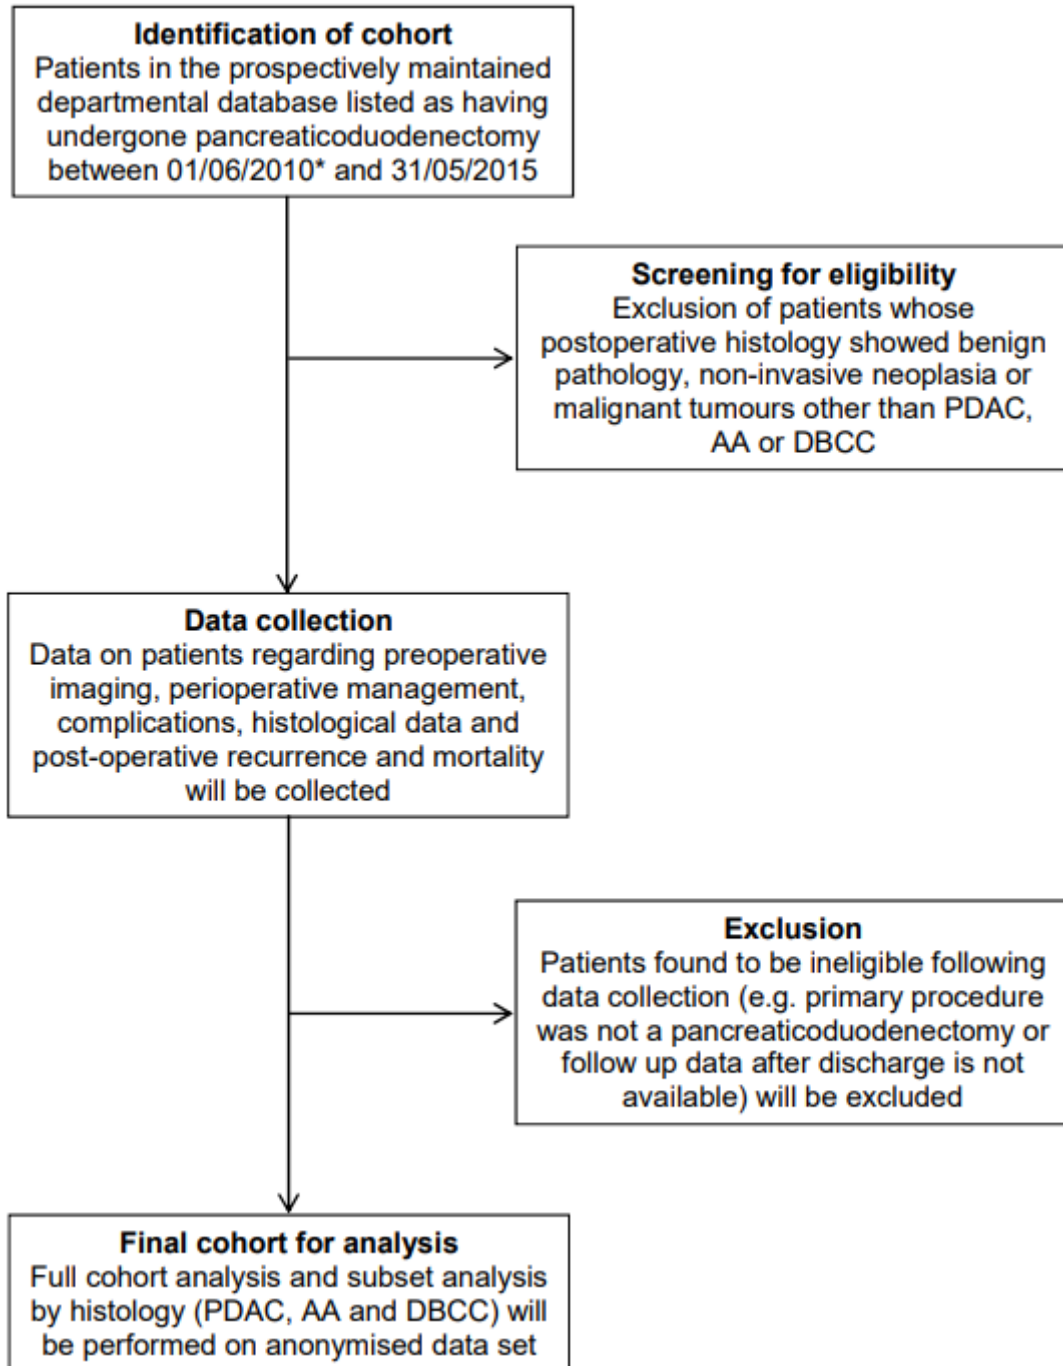 Identification of cohort
Patients in the prospectively maintained
departmental database listed as having
undergone pancreaticoduodenectomy
between 01/06/2010* and 31/05/2015
Screening for eligibility
Exclusion of patients whose
postoperative histology showed benign
pathology, non-invasive neoplasia or
malignant tumours other than PDAC,
AA or DBCC
Data collection
Data on patients regarding preoperative
imaging, perioperative management,
complications, histological data and
post-operative recurrence and mortality
will be collected
Exclusion
Patients found to be ineligible following
data collection (e.g. primary procedure
was not a pancreaticoduodenectomy or
follow up data after discharge is not
available) will be excluded
Final cohort for analysis
Full cohort analysis and subset analysis
by histology (PDAC, AA and DBCC) will
be performed on anonymised data set